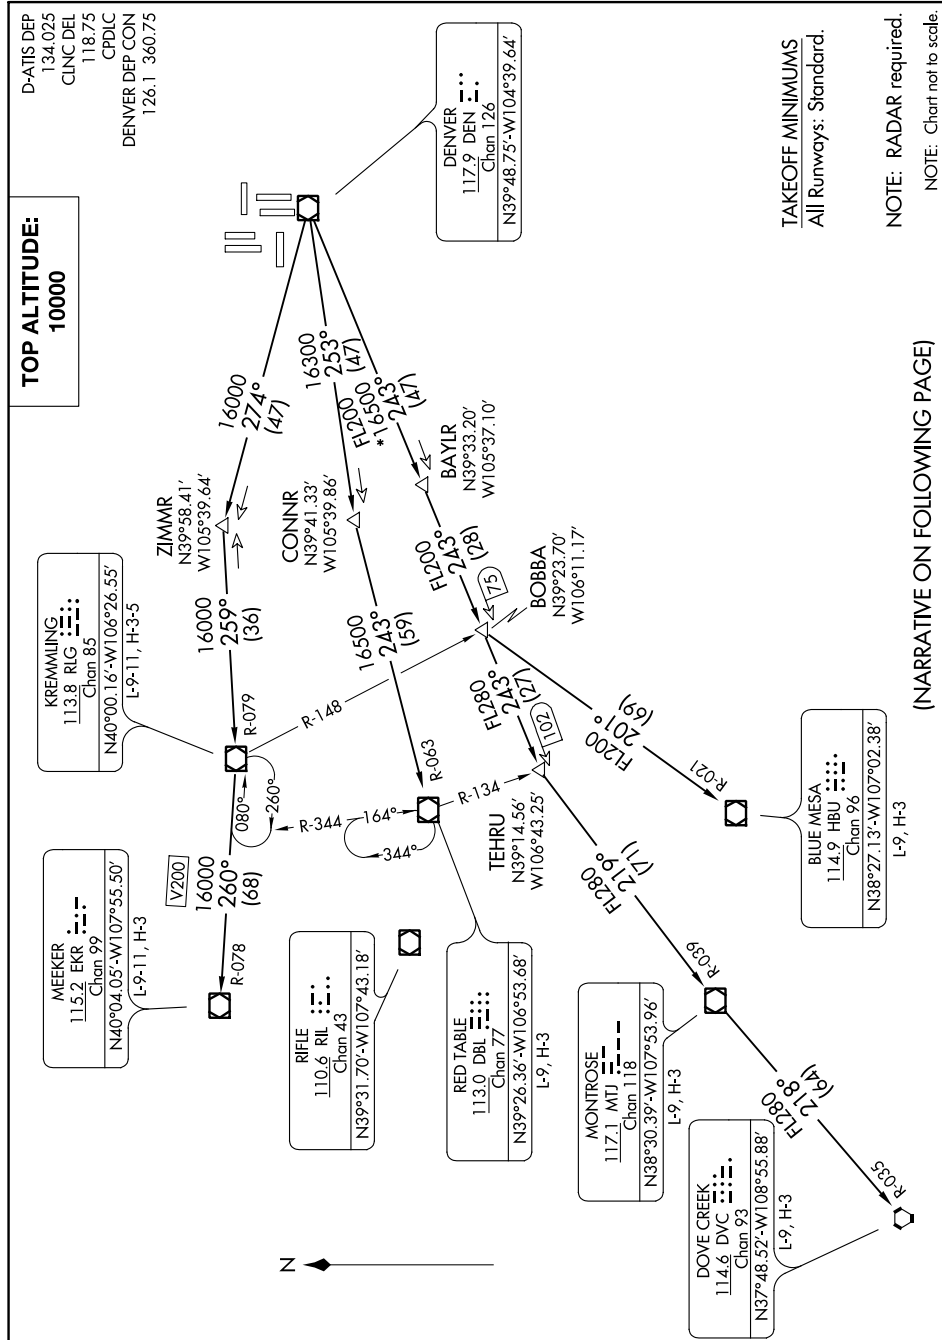 D-ATIS DEP
134.025
CLNC DEL
118.75
CPDLC
DENVER DEP CON
126.1 360.75
TOP ALTITUDE:
10000
DENVER
117.9 DEN
Chan 126
N39°48.75'-W104°39.64'
16000
274°
(47)
16300
253°
(47)
FL200
*16500
243°
(47)
ZIMMR
N39°58.41'
W105°39.64'
CONNR
N39°41.33'
W105°39.86'
BAYLR
N39°33.20'
W105°37.10'
16000
259°
(36)
16500
243°
(59)
FL200
243°
(28)
75
BOBBA
N39°23.70'
W106°11.17'
KREMMLING
113.8 RLG
Chan 85
N40°00.16'-W106°26.55'
L-9-11, H-3-5
R-079
R-148
R-063
FL280
243°
(27)
102
FL200
201°
(69)
R-021
080°
260°
R-344
164°
344°
R-134
TEHRU
N39°14.56'
W106°43.25'
V200
16000
260°
(68)
R-078
MEEKER
115.2 EKR
Chan 99
N40°04.05'-W107°55.50'
L-9-11, H-3
RIFLE
110.6 RIL
Chan 43
N39°31.70'-W107°43.18'
RED TABLE
113.0 DBL
Chan 77
N39°26.36'-W106°53.68'
L-9, H-3
BLUE MESA
114.9 HBU
Chan 96
N38°27.13'-W107°02.38'
L-9, H-3
FL280
219°
(71)
R-039
MONTROSE
117.1 MTJ
Chan 118
N38°30.39'-W107°53.96'
L-9, H-3
FL280
218°
(64)
R-035
DOVE CREEK
114.6 DVC
Chan 93
N37°48.52'-W108°55.88'
L-9, H-3
N
TAKEOFF MINIMUMS
All Runways: Standard.
NOTE: RADAR required.
NOTE: Chart not to scale.
(NARRATIVE ON FOLLOWING PAGE)